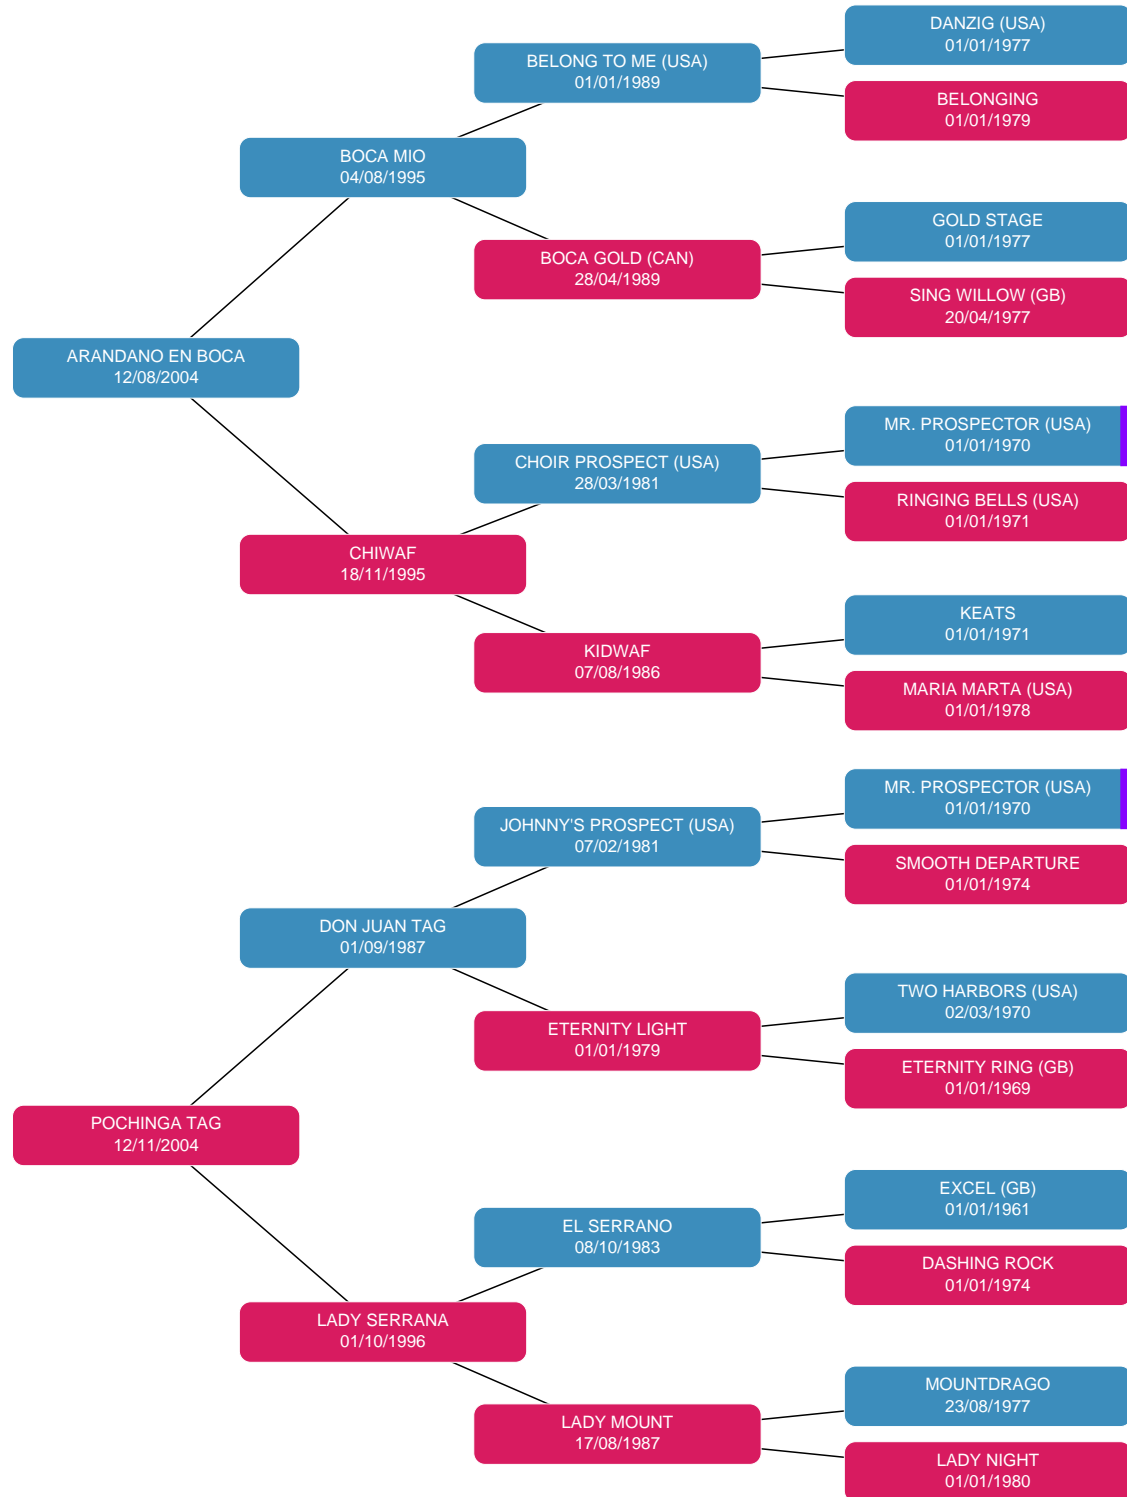 DANZIG (USA)
01/01/1977
BELONG TO ME (USA)
01/01/1989
BELONGING
01/01/1979
BOCA MIO
04/08/1995
GOLD STAGE
01/01/1977
BOCA GOLD (CAN)
28/04/1989
SING WILLOW (GB)
20/04/1977
ARANDANO EN BOCA
12/08/2004
MR. PROSPECTOR (USA)
01/01/1970
CHOIR PROSPECT (USA)
28/03/1981
RINGING BELLS (USA)
01/01/1971
CHIWAF
18/11/1995
KEATS
01/01/1971
KIDWAF
07/08/1986
MARIA MARTA (USA)
01/01/1978
MR. PROSPECTOR (USA)
01/01/1970
JOHNNY'S PROSPECT (USA)
07/02/1981
SMOOTH DEPARTURE
01/01/1974
DON JUAN TAG
01/09/1987
TWO HARBORS (USA)
02/03/1970
ETERNITY LIGHT
01/01/1979
ETERNITY RING (GB)
01/01/1969
POCHINGA TAG
12/11/2004
EXCEL (GB)
01/01/1961
EL SERRANO
08/10/1983
DASHING ROCK
01/01/1974
LADY SERRANA
01/10/1996
MOUNTDRAGO
23/08/1977
LADY MOUNT
17/08/1987
LADY NIGHT
01/01/1980